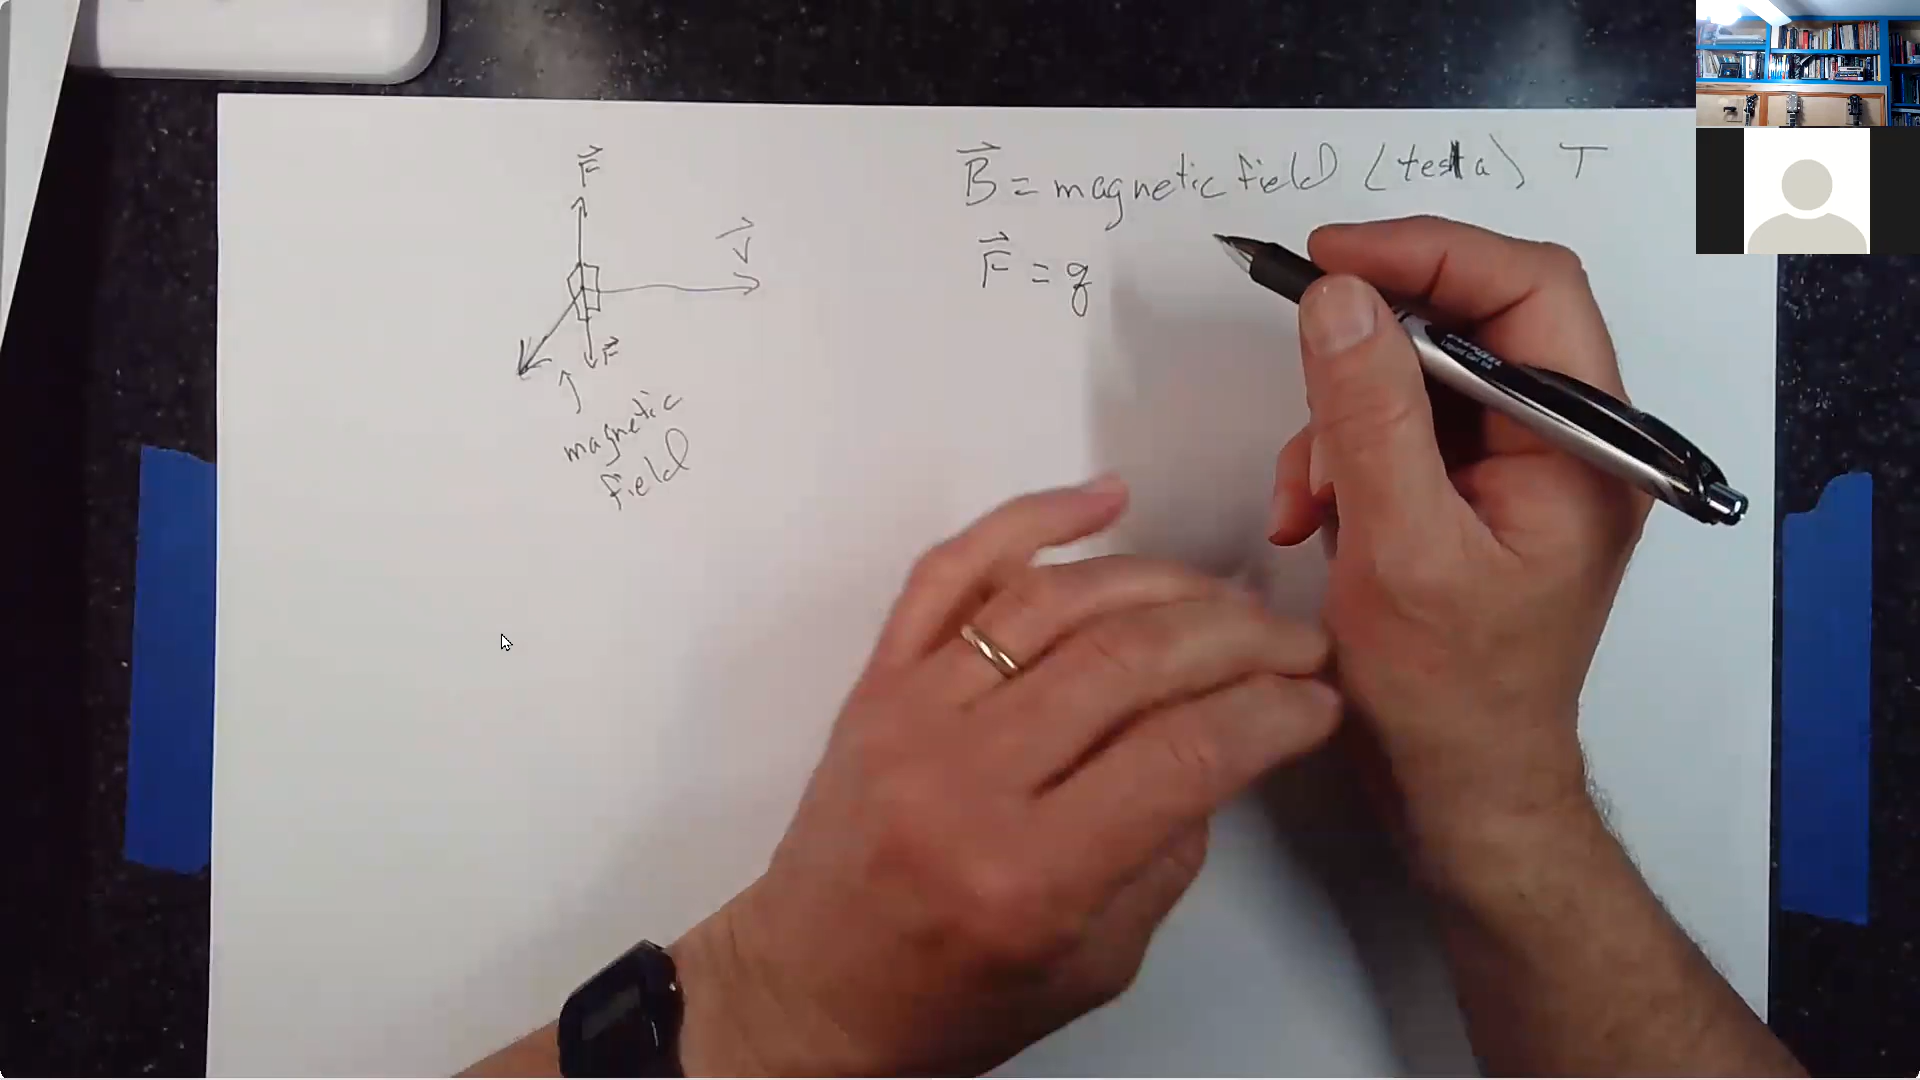 F
V
F
magnetic
field
B = magnetic field (tesla) T
F = q